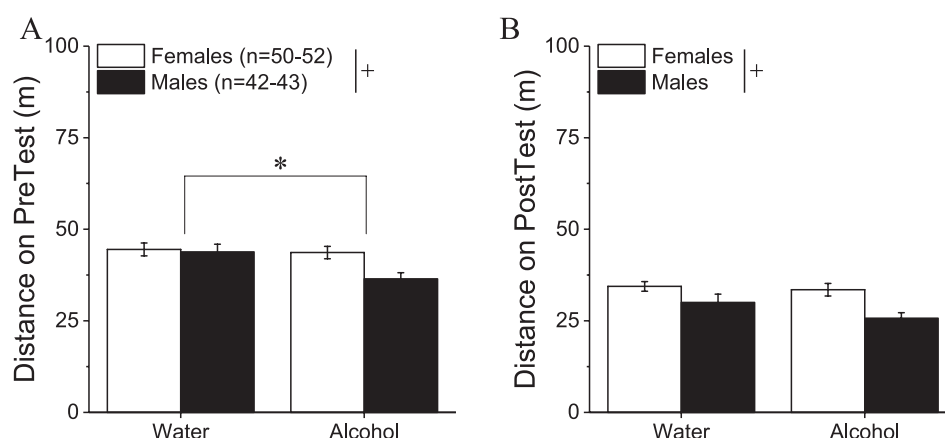 A
Distance on PreTest (m)
100
75
50
25
0
Females (n=50-52)
Males (n=42-43)
+
*
Water Alcohol
B
Distance on PostTest (m)
100
75
50
25
0
Females
Males
+
Water Alcohol